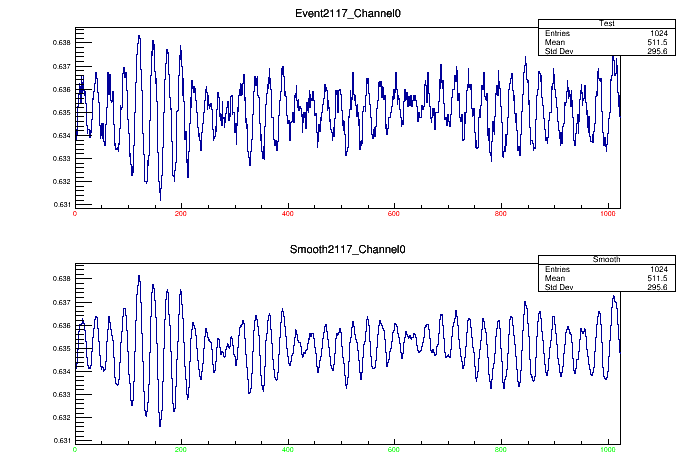 Event2117_Channel0
Test
Entries 1024
Mean 511.5
Std Dev 295.6
0.638
0.637
0.636
0.635
0.634
0.633
0.632
0.631
0 200 400 600 800 1000
Smooth2117_Channel0
Smooth
Entries 1024
Mean 511.5
Std Dev 295.6
0.638
0.637
0.636
0.635
0.634
0.633
0.632
0.631
0 200 400 600 800 1000